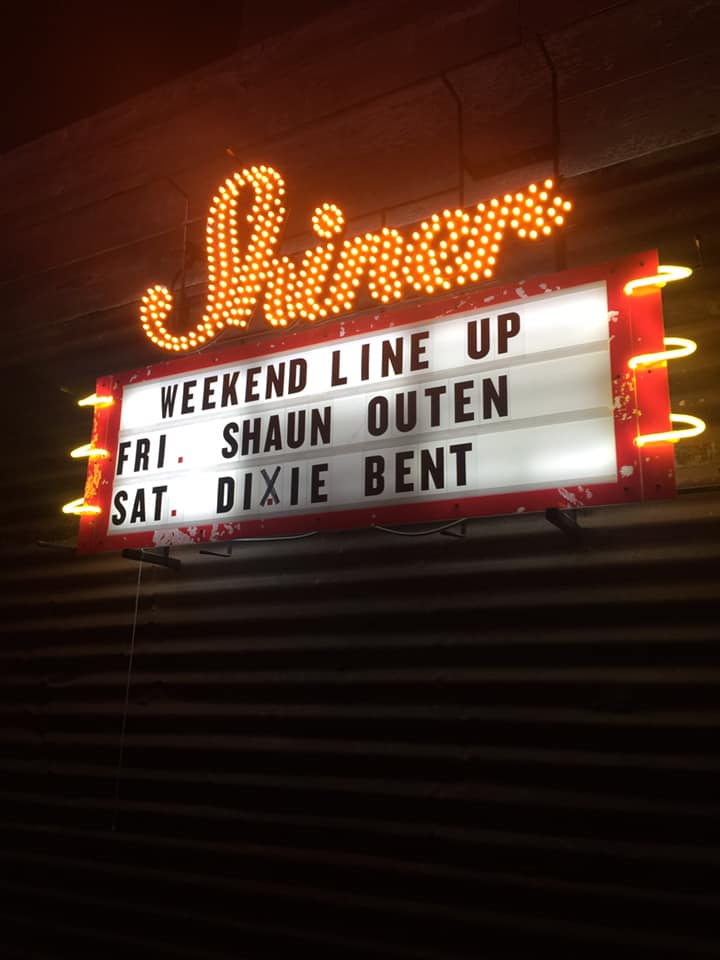 Shiner
WEEKEND LINE UP
FRI. SHAUN OUTEN
SAT. DIXIE BENT